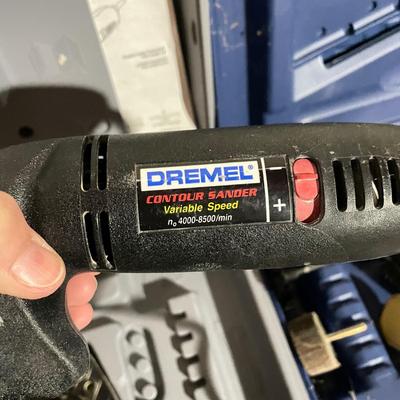 DREMEL
CONTOUR SANDER
Variable Speed
n₀ 4000-8500/min
+